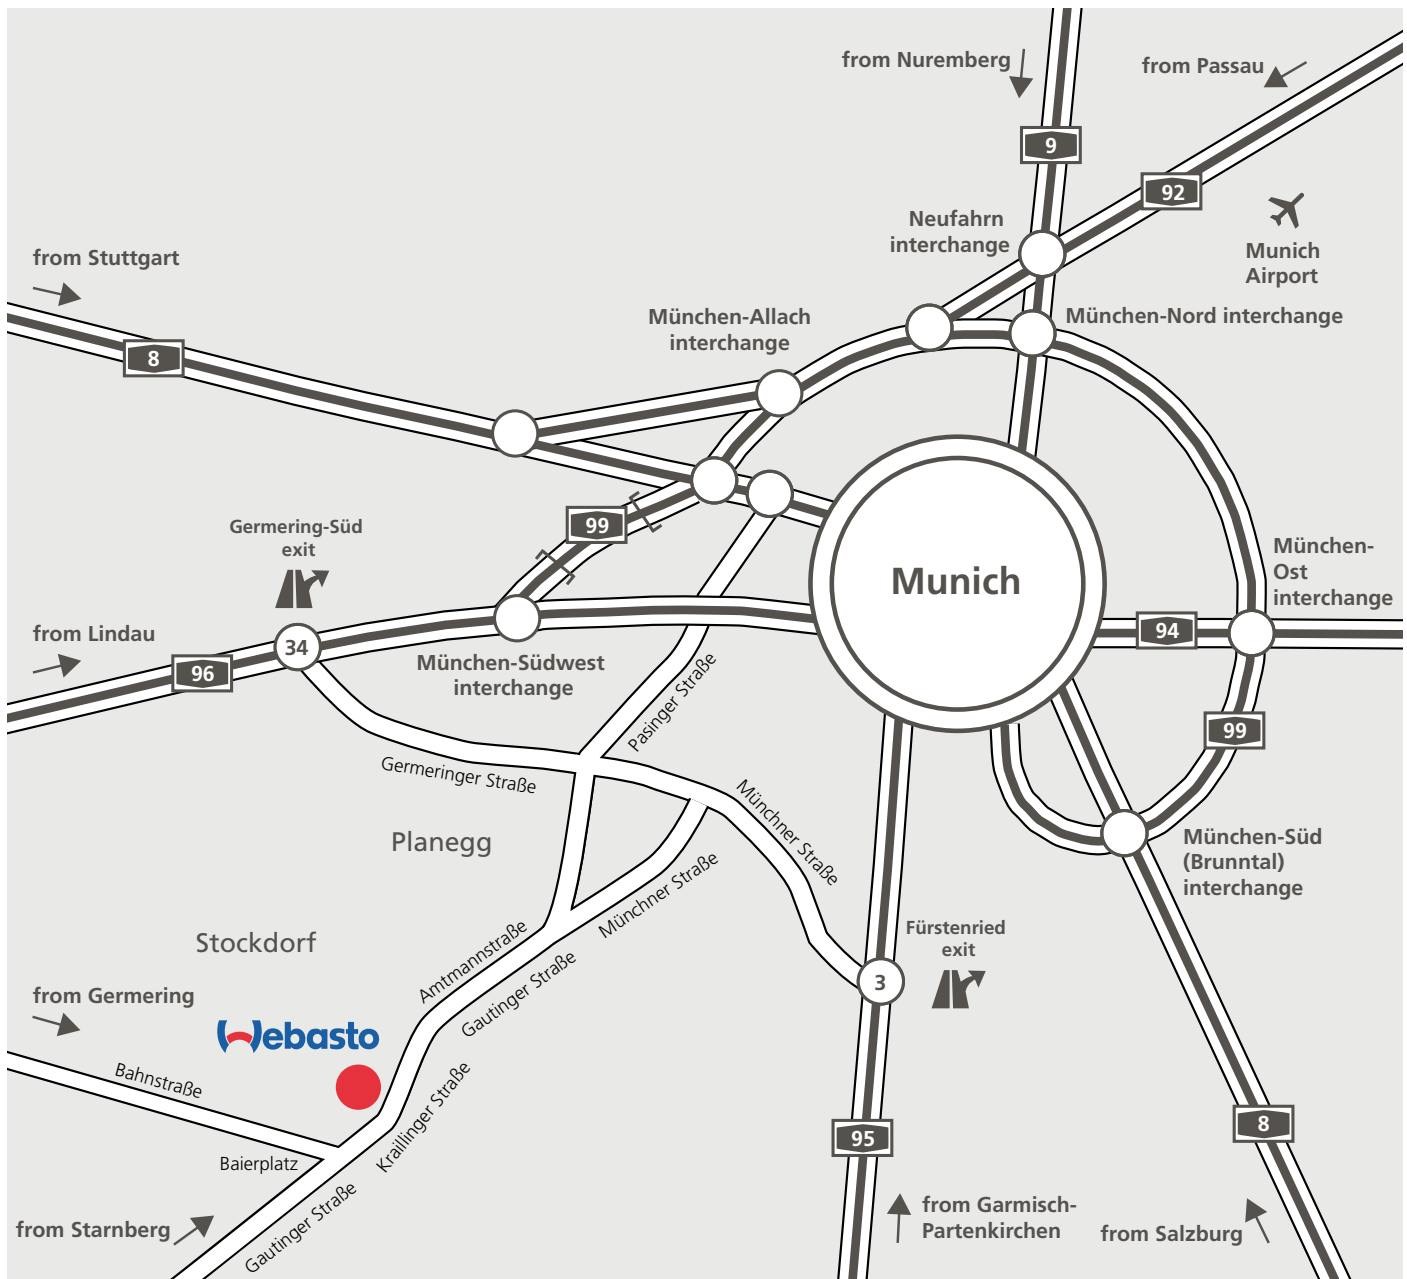 from Nuremberg
from Passau
9
92
Neufahrn
interchange
Munich
Airport
from Stuttgart
München-Allach
interchange
München-Nord interchange
8
Germering-Süd
exit
99
München-
Ost
interchange
Munich
from Lindau
34
96
München-Südwest
interchange
94
Pasinger Straße
99
Germeringer Straße
Münchner Straße
Planegg
München-Süd
(Brunntal)
interchange
Münchner Straße
Stockdorf
Amtmannstraße
Gautinger Straße
Fürstenried
exit
3
from Germering
Webasto
Bahnstraße
Kraillinger Straße
Baierplatz
95
8
Gautinger Straße
from Starnberg
from Garmisch-
Partenkirchen
from Salzburg